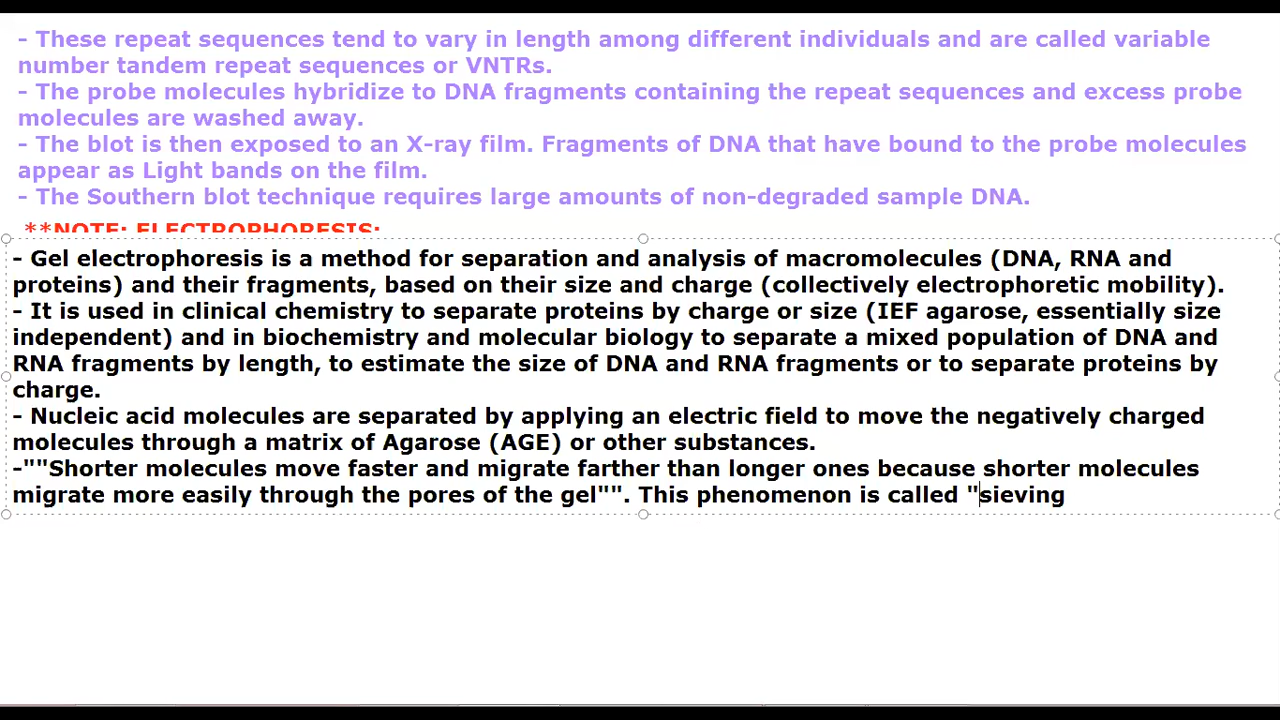 - These repeat sequences tend to vary in length among different individuals and are called variable
number tandem repeat sequences or VNTRs.
- The probe molecules hybridize to DNA fragments containing the repeat sequences and excess probe
molecules are washed away.
- The blot is then exposed to an X-ray film. Fragments of DNA that have bound to the probe molecules
appear as Light bands on the film.
- The Southern blot technique requires large amounts of non-degraded sample DNA.
**NOTE: ELECTROPHORESIS:
- Gel electrophoresis is a method for separation and analysis of macromolecules (DNA, RNA and
proteins) and their fragments, based on their size and charge (collectively electrophoretic mobility).
- It is used in clinical chemistry to separate proteins by charge or size (IEF agarose, essentially size
independent) and in biochemistry and molecular biology to separate a mixed population of DNA and
RNA fragments by length, to estimate the size of DNA and RNA fragments or to separate proteins by
charge.
- Nucleic acid molecules are separated by applying an electric field to move the negatively charged
molecules through a matrix of Agarose (AGE) or other substances.
-""Shorter molecules move faster and migrate farther than longer ones because shorter molecules
migrate more easily through the pores of the gel"". This phenomenon is called "sieving